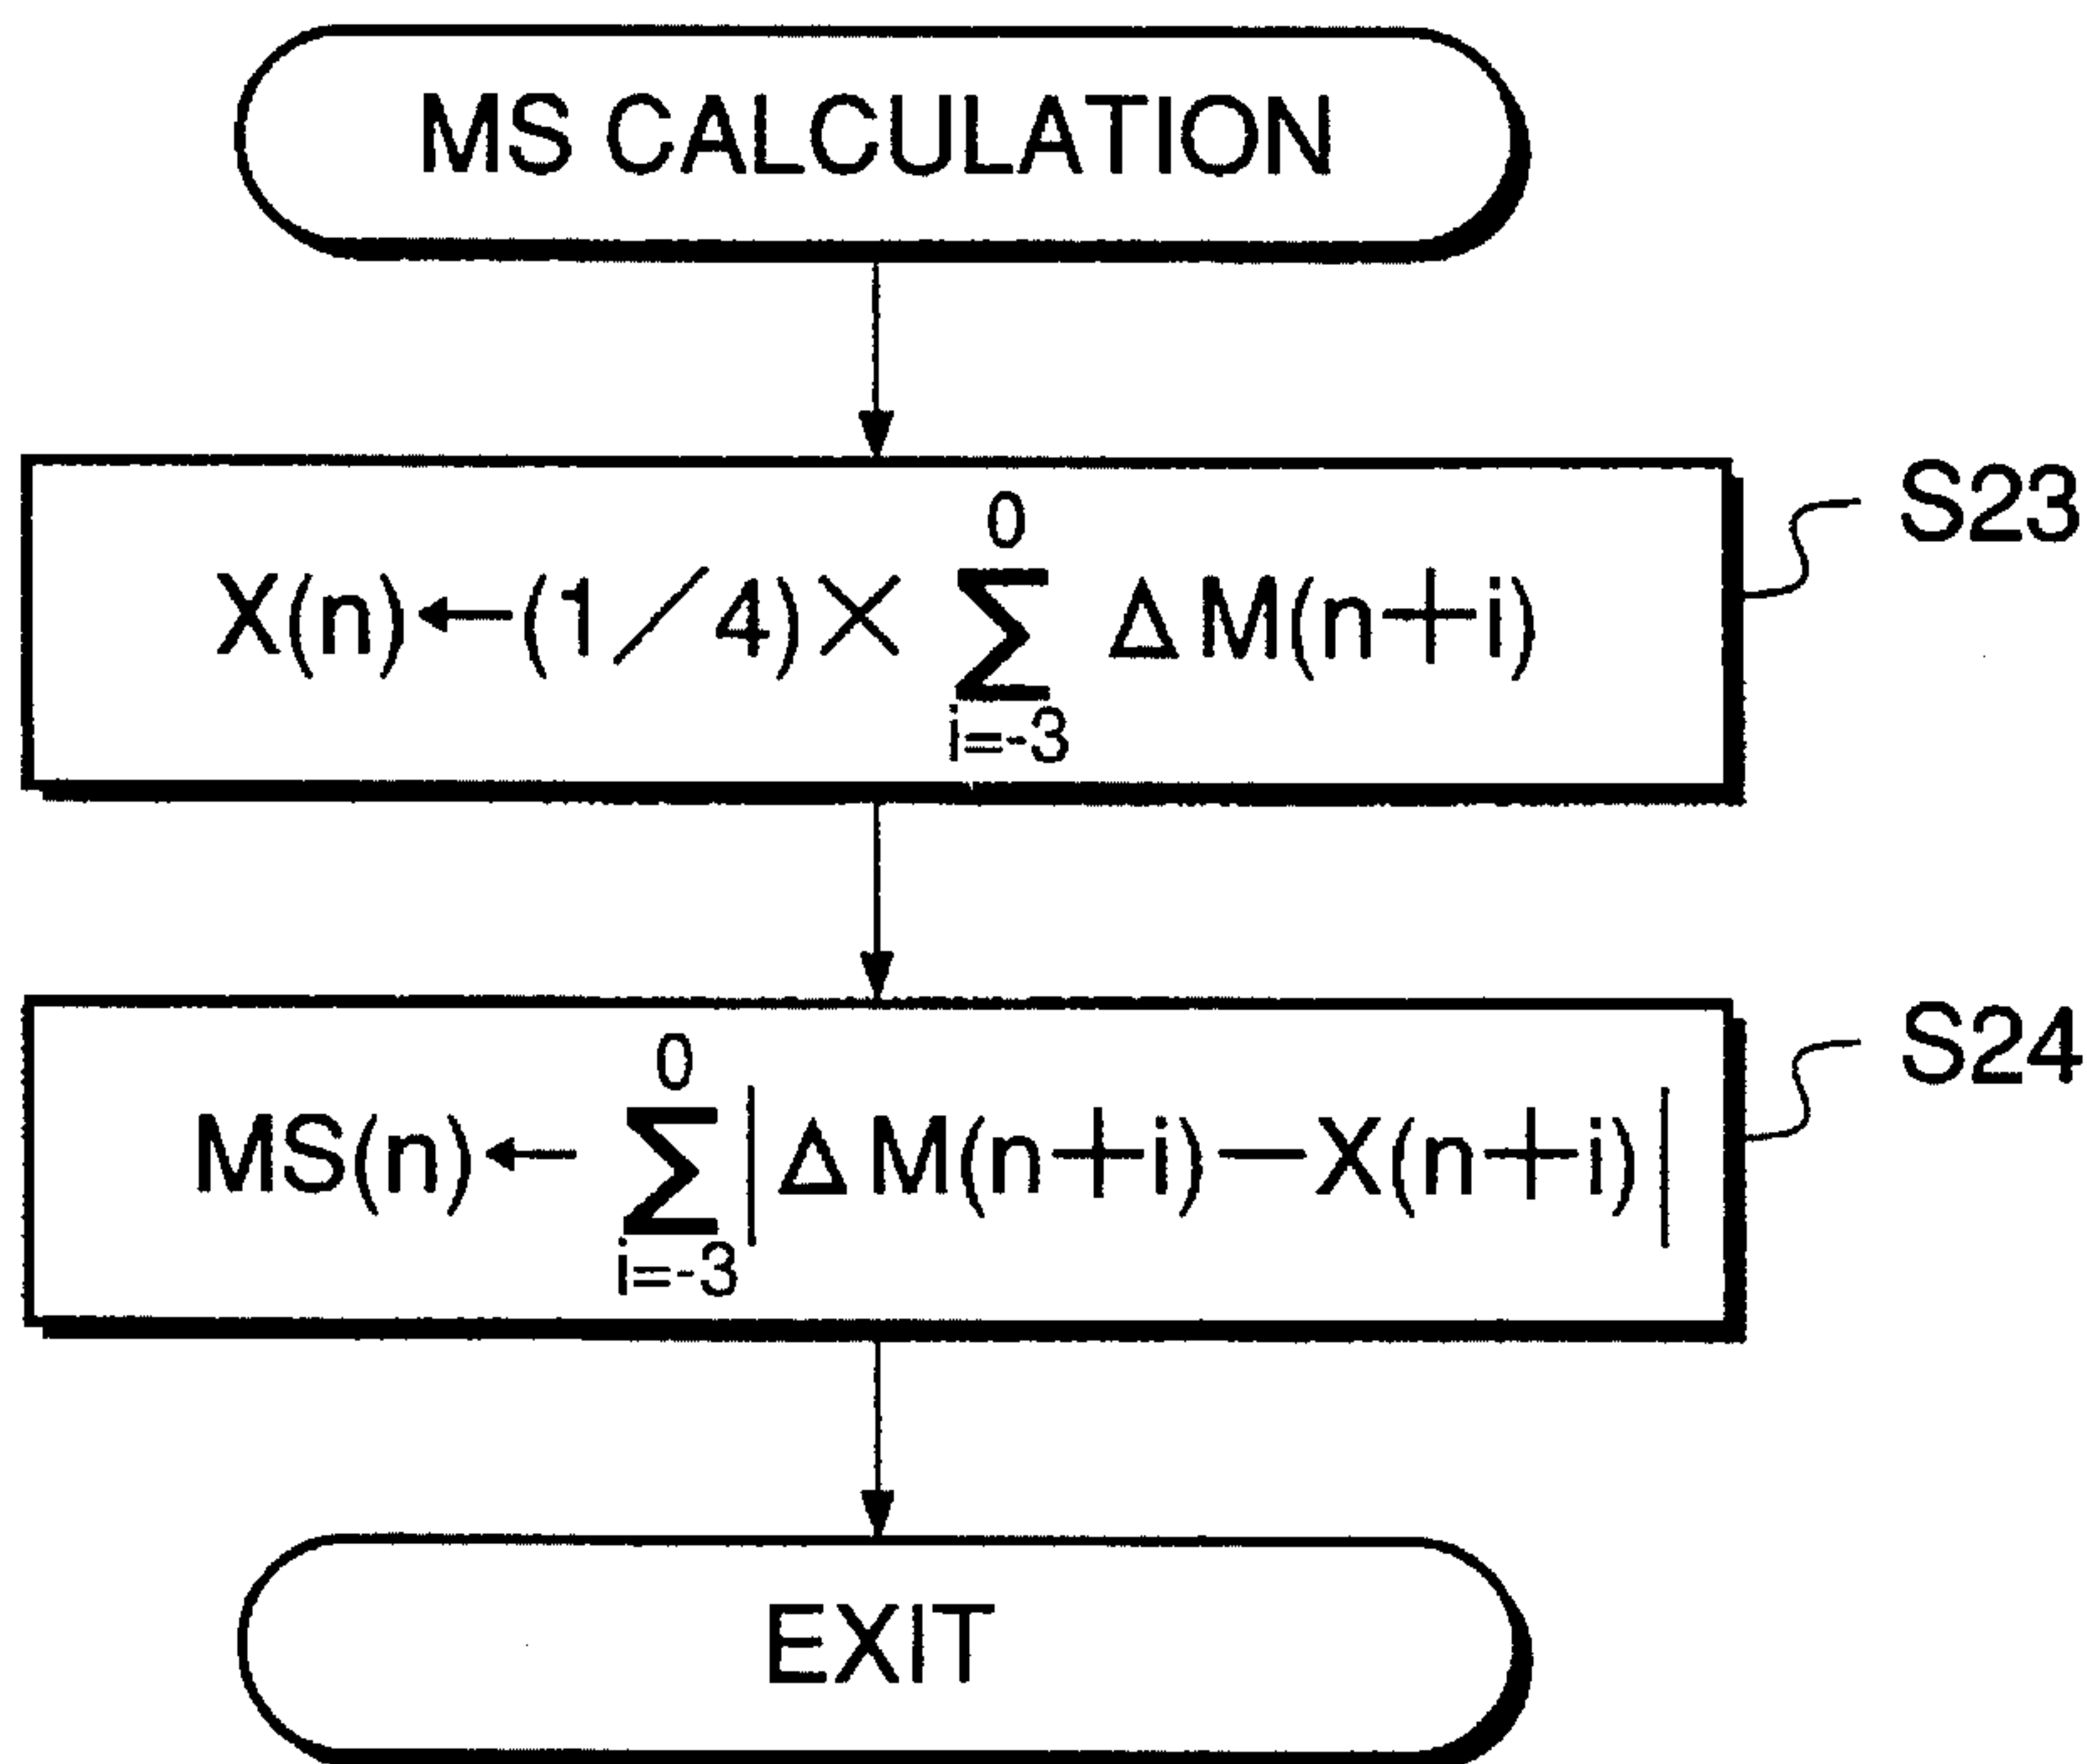 MS CALCULATION
S23
0
X(n)←(1/4)× ∑ ΔM(n+i)
i=-3
S24
0
MS(n)← ∑ |ΔM(n+i)−X(n+i)|
i=-3
EXIT